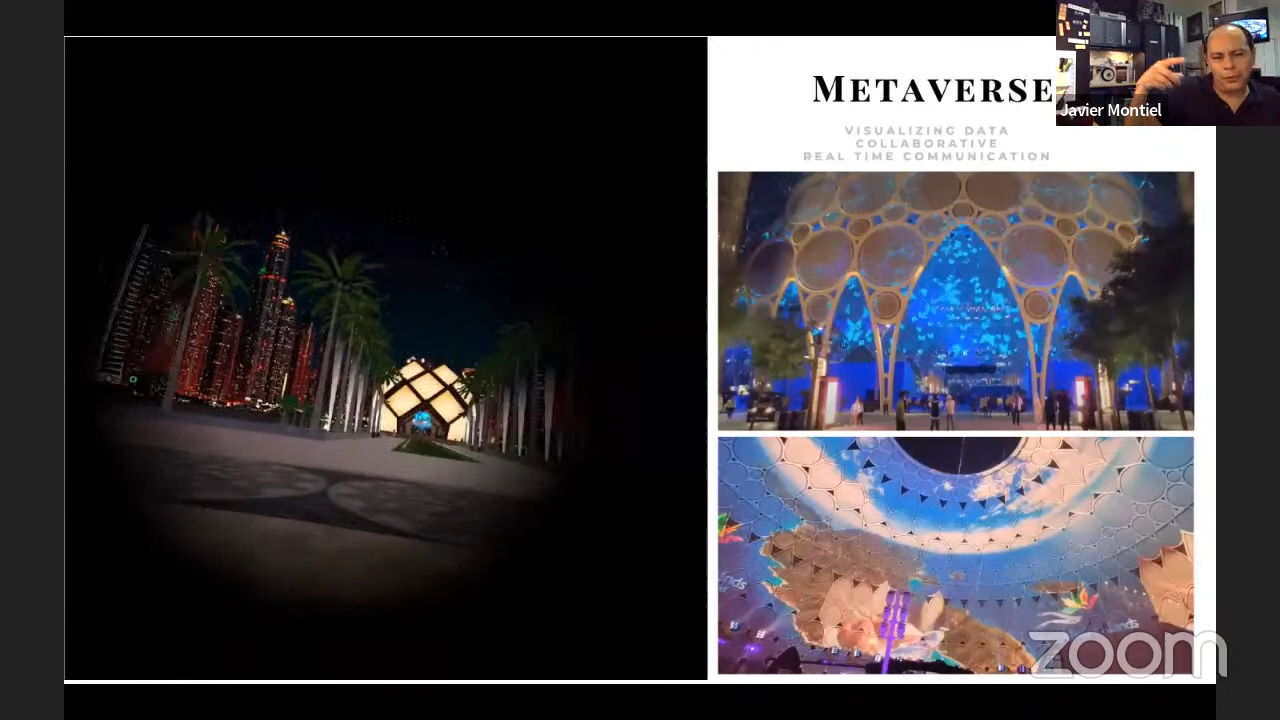 METAVERSE
VISUALIZING DATA
COLLABORATIVE
REAL TIME COMMUNICATION
Javier Montiel
zoom